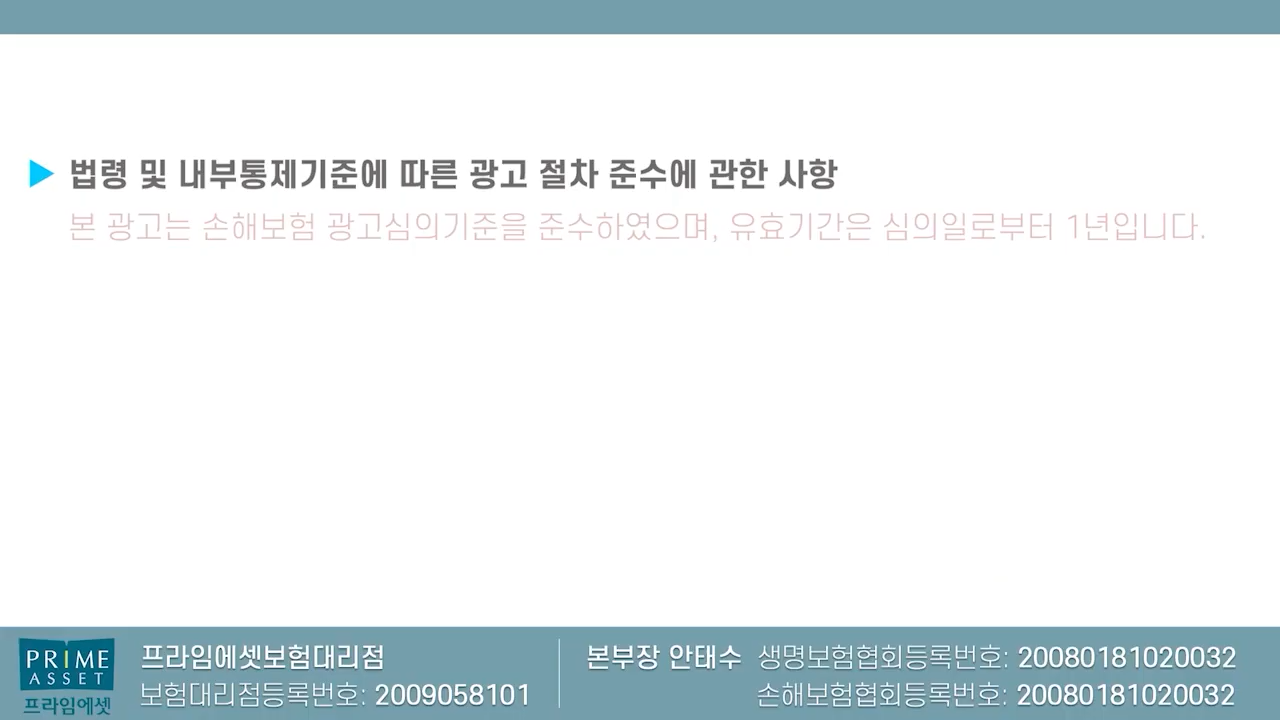 ▶ 법령 및 내부통제기준에 따른 광고 절차 준수에 관한 사항
본 광고는 손해보험 광고심의기준을 준수하였으며, 유효기간은 심의일로부터 1년입니다.
PRIME
ASSET
프라임에셋
프라임에셋보험대리점
보험대리점등록번호: 2009058101
본부장 안태수 생명보험협회등록번호: 20080181020032
손해보험협회등록번호: 20080181020032